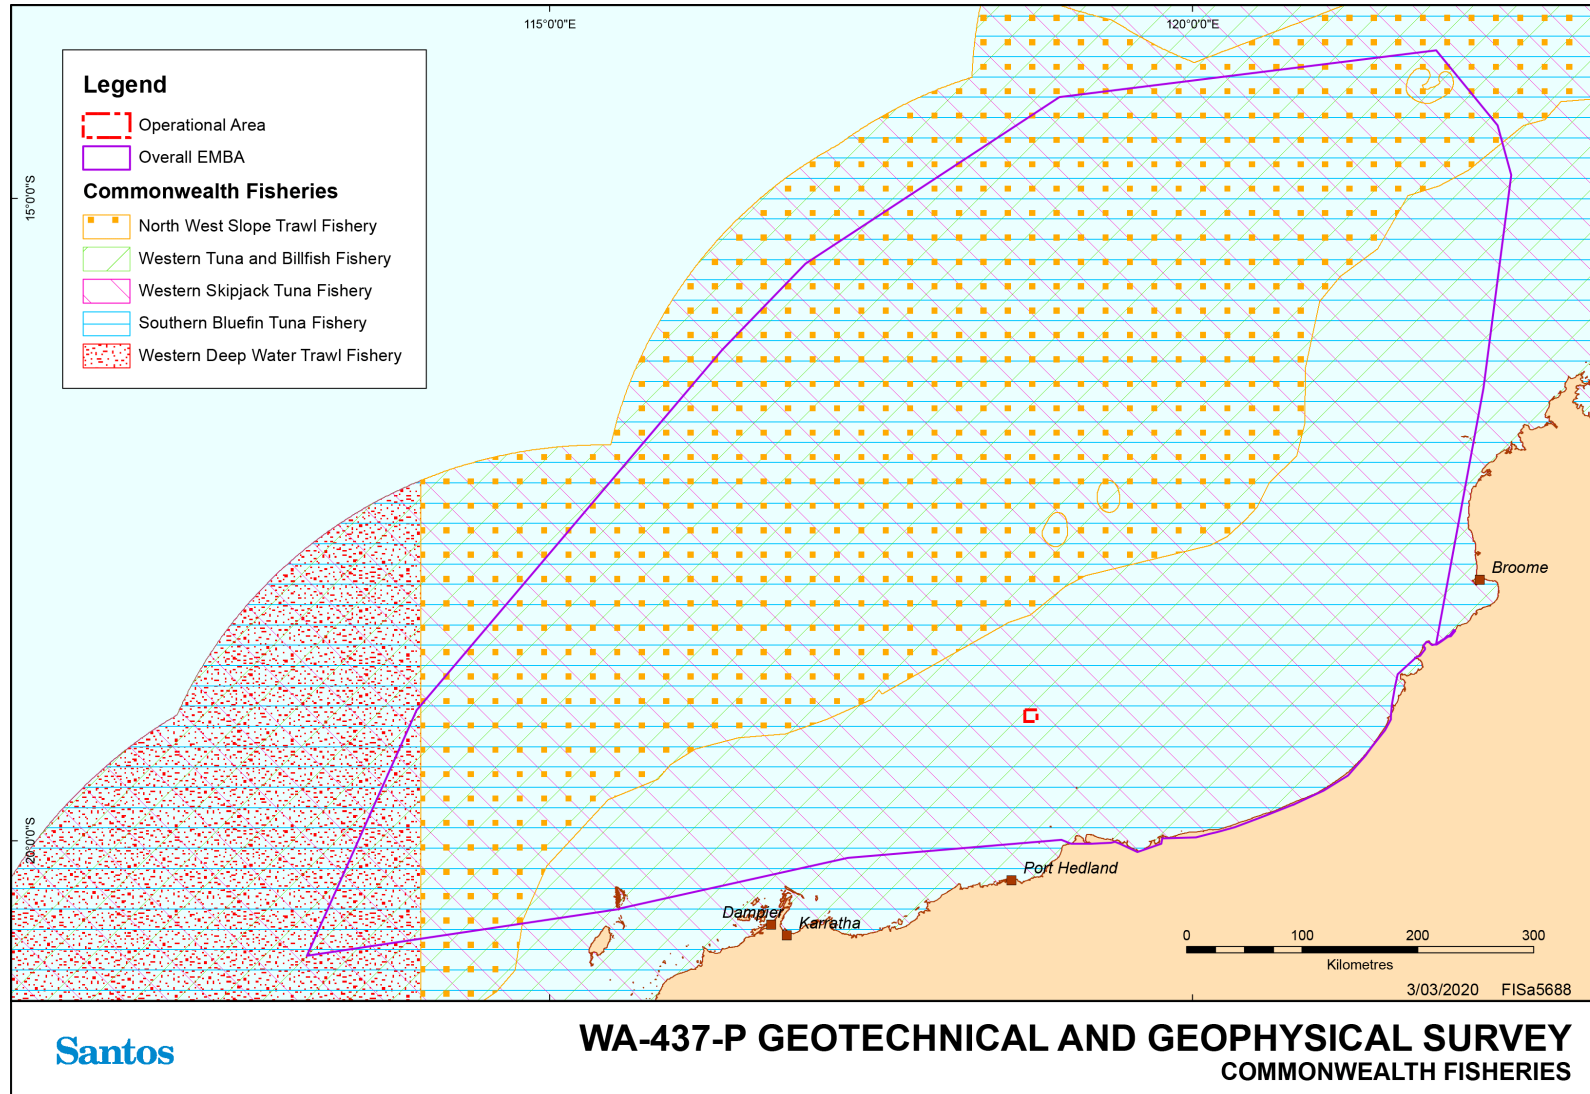 115°0'0"E
120°0'0"E
15°0'0"S
20°0'0"S
Legend
Operational Area
Overall EMBA
Commonwealth Fisheries
North West Slope Trawl Fishery
Western Tuna and Billfish Fishery
Western Skipjack Tuna Fishery
Southern Bluefin Tuna Fishery
Western Deep Water Trawl Fishery
Broome
Port Hedland
Dampier
Karratha
0 100 200 300
Kilometres
3/03/2020 FISa5688
Santos
WA-437-P GEOTECHNICAL AND GEOPHYSICAL SURVEY
COMMONWEALTH FISHERIES